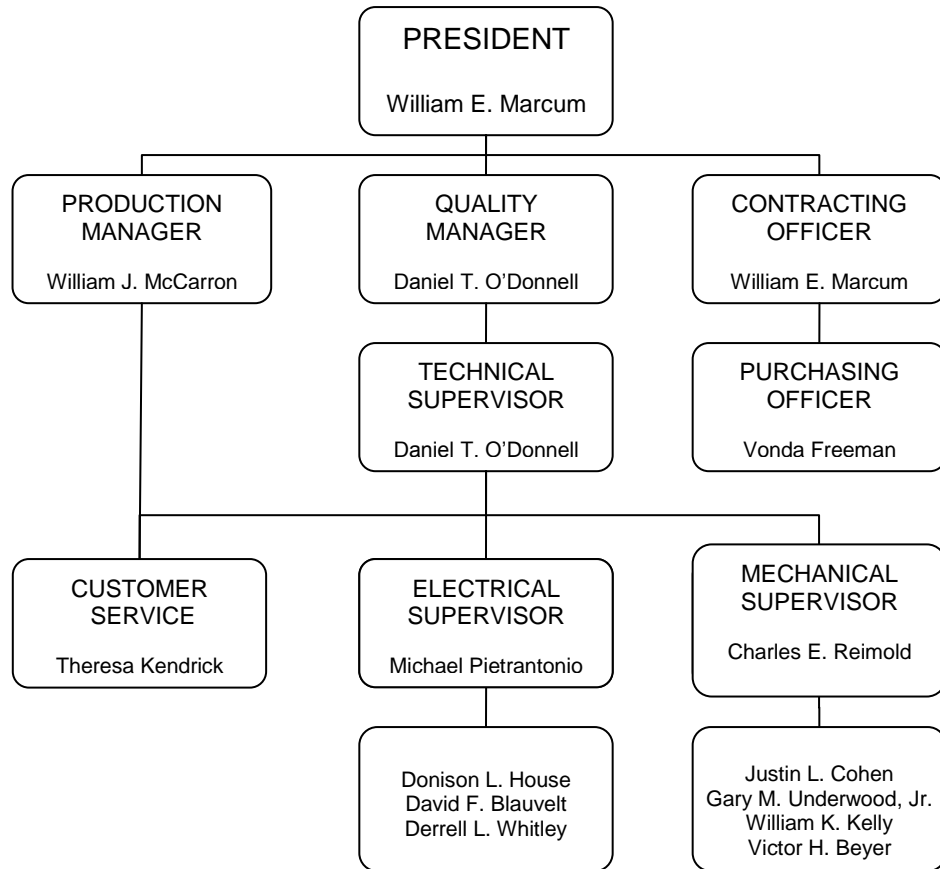 PRESIDENT
William E. Marcum
PRODUCTION
MANAGER
William J. McCarron
QUALITY
MANAGER
Daniel T. O’Donnell
CONTRACTING
OFFICER
William E. Marcum
TECHNICAL
SUPERVISOR
Daniel T. O’Donnell
PURCHASING
OFFICER
Vonda Freeman
CUSTOMER
SERVICE
Theresa Kendrick
ELECTRICAL
SUPERVISOR
Michael Pietrantonio
MECHANICAL
SUPERVISOR
Charles E. Reimold
Donison L. House
David F. Blauvelt
Derrell L. Whitley
Justin L. Cohen
Gary M. Underwood, Jr.
William K. Kelly
Victor H. Beyer